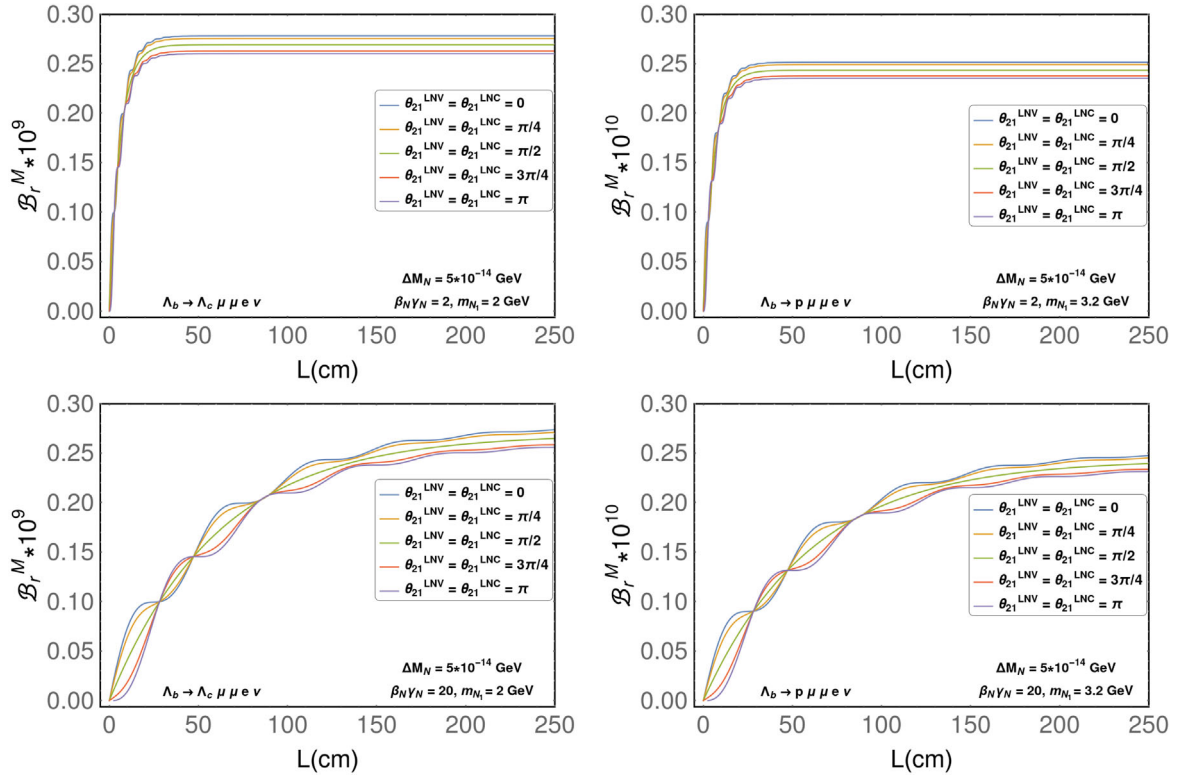 0.30
0.25
0.20
0.15
0.10
0.05
0.00
ℬr^M*10^9
θ21^LNV = θ21^LNC = 0
θ21^LNV = θ21^LNC = π/4
θ21^LNV = θ21^LNC = π/2
θ21^LNV = θ21^LNC = 3π/4
θ21^LNV = θ21^LNC = π
ΔM_N = 5*10^-14 GeV
Λb → Λc μ μ e ν
β_Nγ_N = 2, m_N1 = 2 GeV
0 50 100 150 200 250
L(cm)
0.30
0.25
0.20
0.15
0.10
0.05
0.00
ℬr^M*10^10
θ21^LNV = θ21^LNC = 0
θ21^LNV = θ21^LNC = π/4
θ21^LNV = θ21^LNC = π/2
θ21^LNV = θ21^LNC = 3π/4
θ21^LNV = θ21^LNC = π
ΔM_N = 5*10^-14 GeV
Λb → p μ μ e ν
β_Nγ_N = 2, m_N1 = 3.2 GeV
0 50 100 150 200 250
L(cm)
0.30
0.25
0.20
0.15
0.10
0.05
0.00
ℬr^M*10^9
θ21^LNV = θ21^LNC = 0
θ21^LNV = θ21^LNC = π/4
θ21^LNV = θ21^LNC = π/2
θ21^LNV = θ21^LNC = 3π/4
θ21^LNV = θ21^LNC = π
ΔM_N = 5*10^-14 GeV
Λb → Λc μ μ e ν
β_Nγ_N = 20, m_N1 = 2 GeV
0 50 100 150 200 250
L(cm)
0.30
0.25
0.20
0.15
0.10
0.05
0.00
ℬr^M*10^10
θ21^LNV = θ21^LNC = 0
θ21^LNV = θ21^LNC = π/4
θ21^LNV = θ21^LNC = π/2
θ21^LNV = θ21^LNC = 3π/4
θ21^LNV = θ21^LNC = π
ΔM_N = 5*10^-14 GeV
Λb → p μ μ e ν
β_Nγ_N = 20, m_N1 = 3.2 GeV
0 50 100 150 200 250
L(cm)